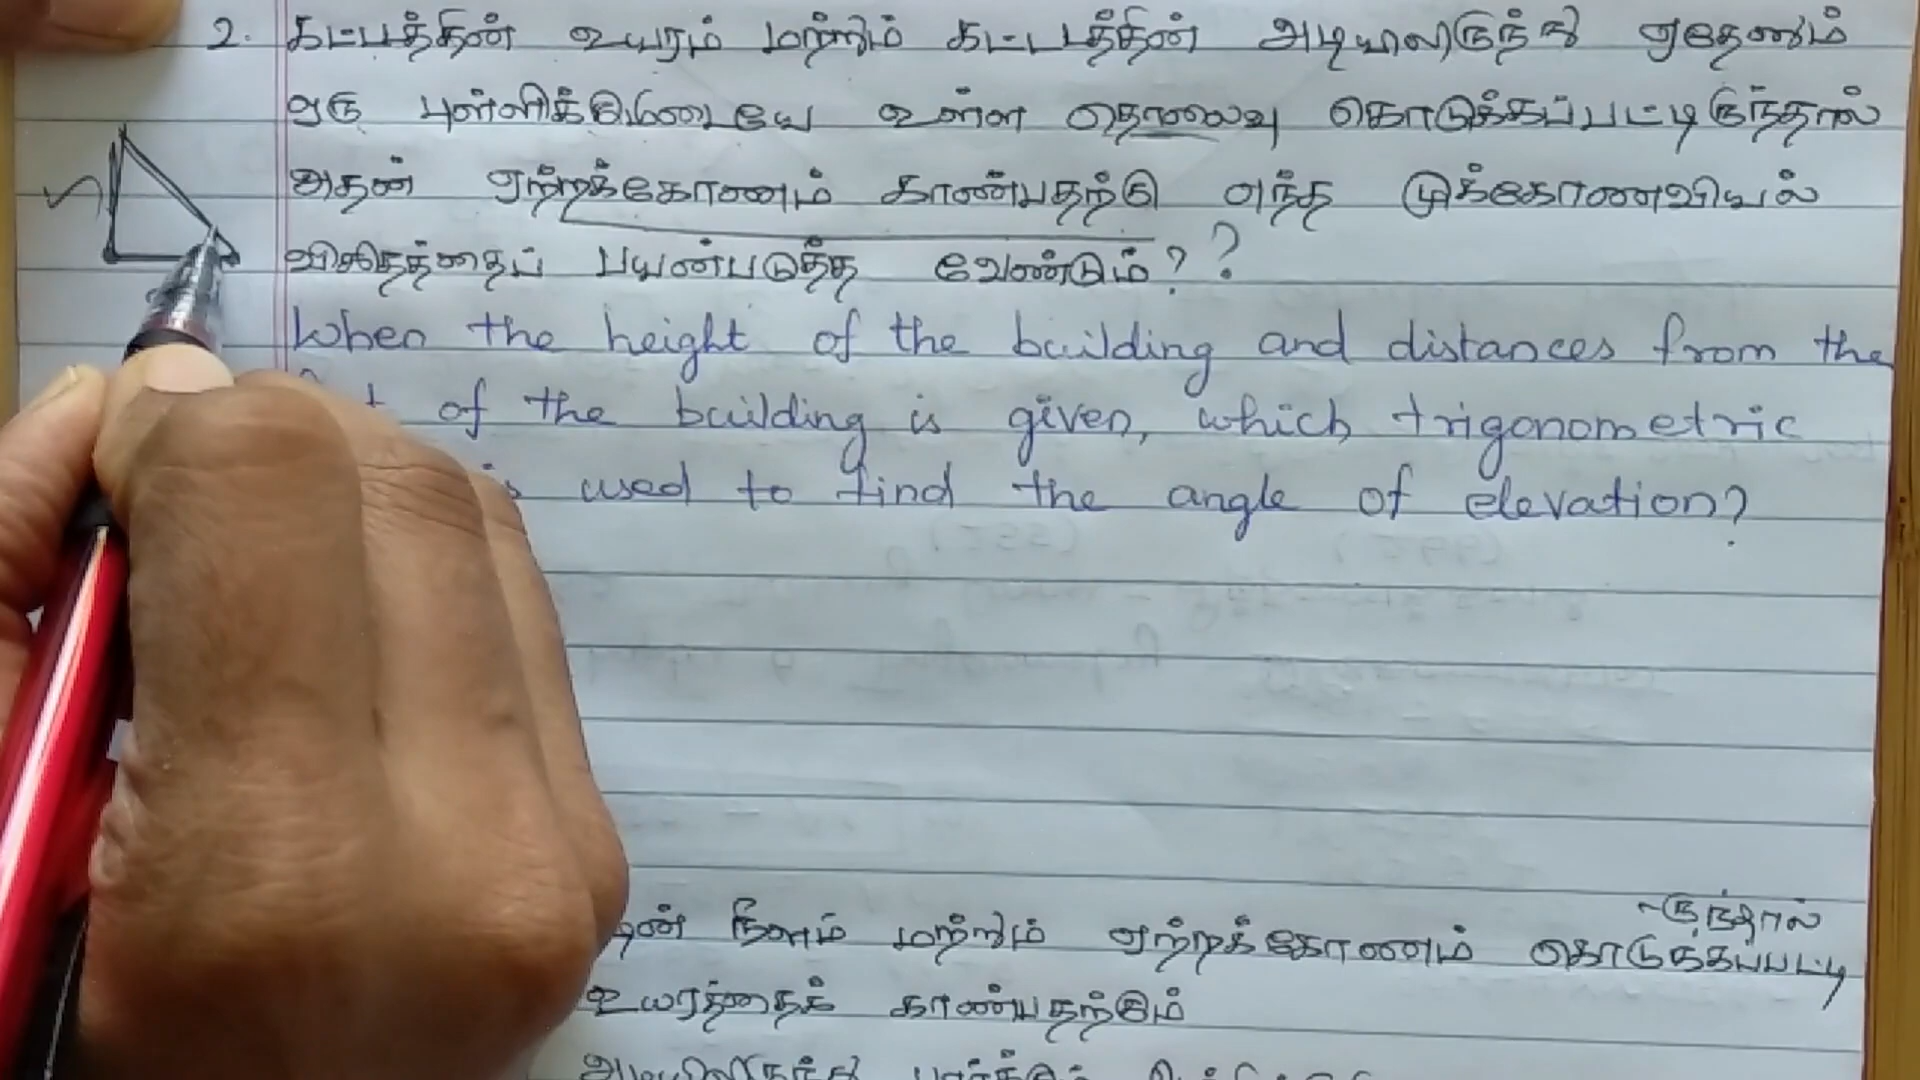 2. கட்டபத்தின் உயரம் மற்றும் கட்டடத்தின் அடியிலிருந்து ஏதேனும்
ஒரு புள்ளிக்குமிடையே உள்ள தொலைவு கொடுக்கப்பட்டிருந்தால்
அதன் ஏற்றக்கோணம் காண்பதற்கு எந்த முக்கோணவியல்
விகிதத்தைப் பயன்படுத்த வேண்டும்? ?
When the height of the building and distances from the
of the building is given, which trigonometric
used to find the angle of elevation?
~ருந்தால்
நீளம் மற்றும் ஏற்றக்கோணம் கொடுக்கப்பட்டி
உயரத்தைக் காண்பதற்கும்